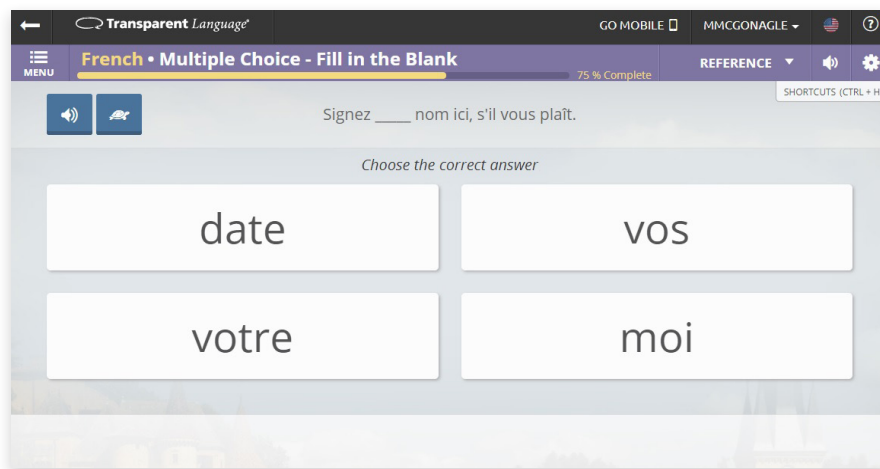 Transparent Language® GO MOBILE MMCGONAGLE
MENU French • Multiple Choice - Fill in the Blank 75 % Complete REFERENCE
SHORTCUTS (CTRL + H
Signez _____ nom ici, s'il vous plaît.
Choose the correct answer
date vos
votre moi